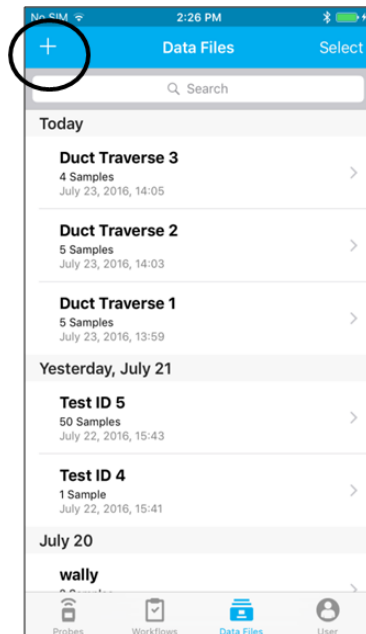 No SIM 2:26 PM
+ Data Files Select
Search
Today
Duct Traverse 3
4 Samples
July 23, 2016, 14:05
Duct Traverse 2
5 Samples
July 23, 2016, 14:03
Duct Traverse 1
5 Samples
July 23, 2016, 13:59
Yesterday, July 21
Test ID 5
50 Samples
July 22, 2016, 15:43
Test ID 4
1 Sample
July 22, 2016, 15:41
July 20
wally
Probes Workflows Data Files User